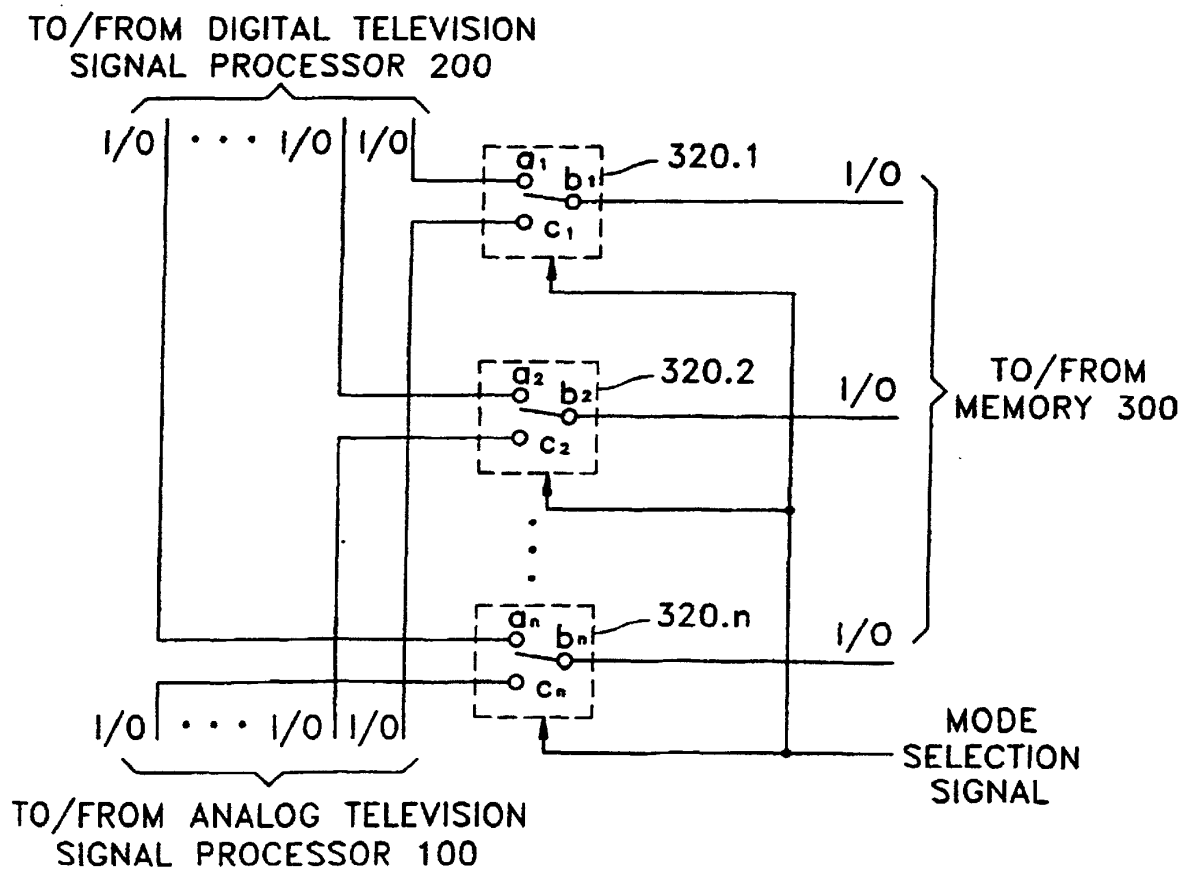 TO/FROM DIGITAL TELEVISION
SIGNAL PROCESSOR 200
I/O ... I/O I/O
a1 b1 c1
320.1
I/O
a2 b2 c2
320.2
I/O
TO/FROM
MEMORY 300
an bn cn
320.n
I/O
I/O ... I/O I/O
MODE
SELECTION
SIGNAL
TO/FROM ANALOG TELEVISION
SIGNAL PROCESSOR 100